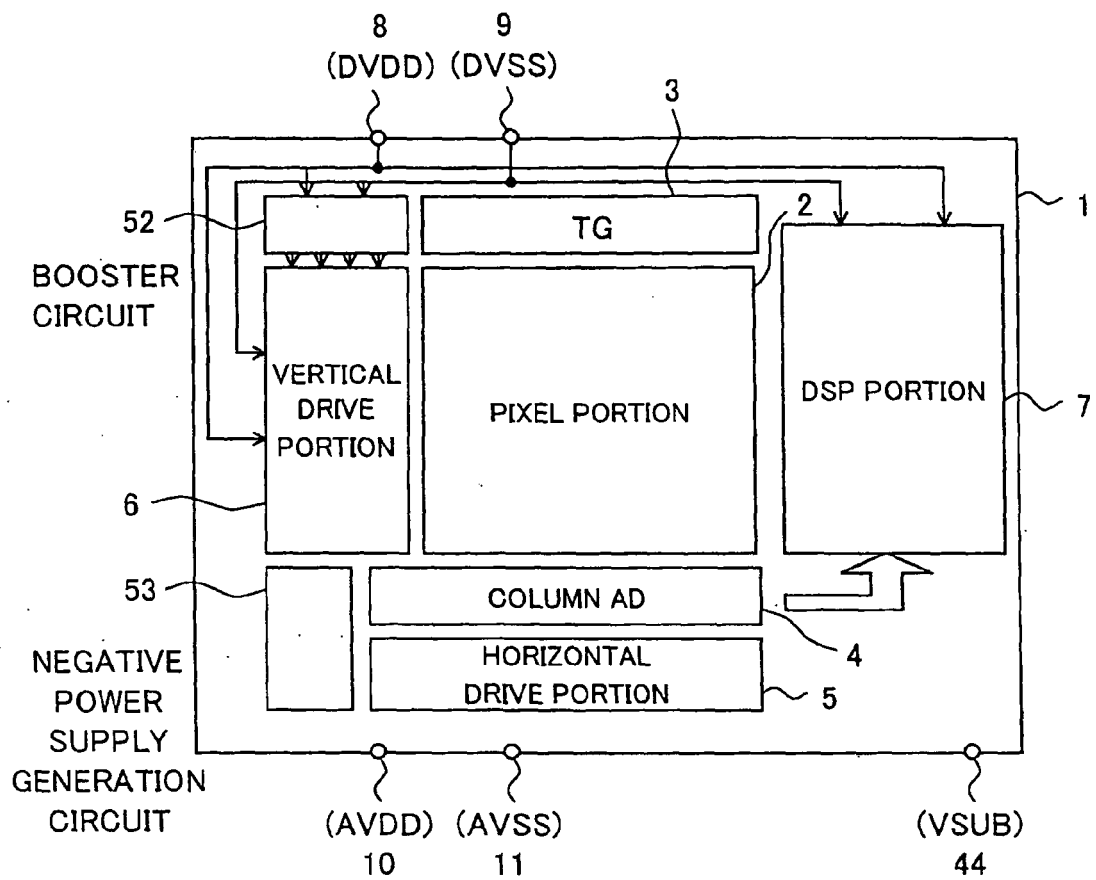 8
9
(DVDD) (DVSS)
3
52
TG
2
1
BOOSTER
CIRCUIT
VERTICAL
DRIVE
PORTION
PIXEL PORTION
DSP PORTION
7
6
53
COLUMN AD
4
NEGATIVE
POWER
SUPPLY
GENERATION
CIRCUIT
HORIZONTAL
DRIVE PORTION
5
(AVDD) (AVSS)
(VSUB)
10
11
44